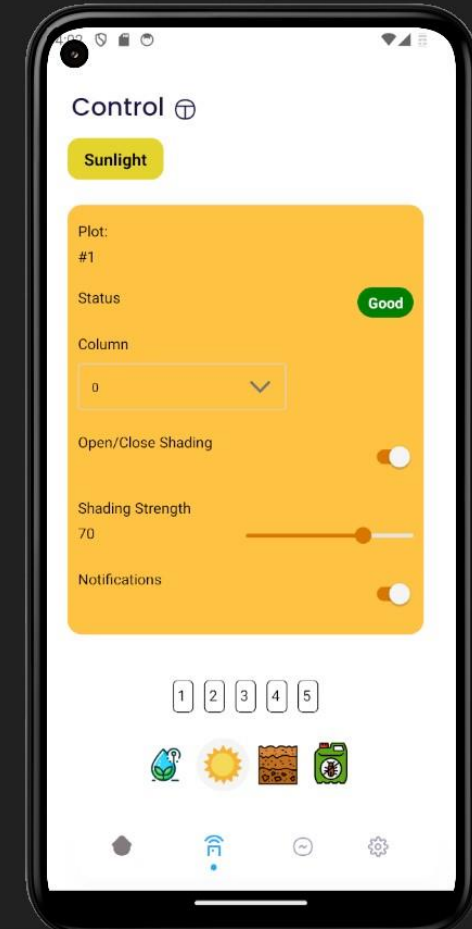 Control
Sunlight
Plot:
#1
Status
Good
Column
0
Open/Close Shading
Shading Strength
70
Notifications
1 2 3 4 5